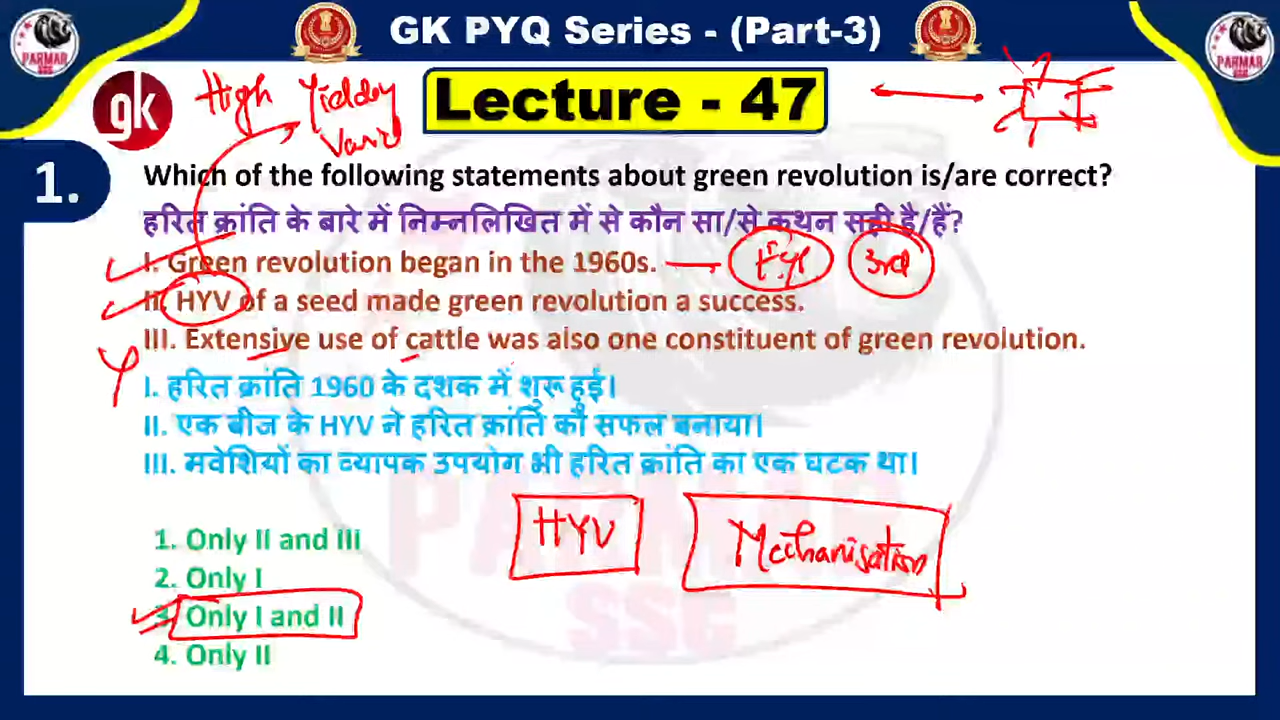 GK PYQ Series - (Part-3)
PARMAR
SSC
PARMAR
SSC
gk
High Yielding
Lecture - 47
1.
Which of the following statements about green revolution is/are correct?
हरित क्रांति के बारे में निम्नलिखित में से कौन सा/से कथन सही है/हैं?
I. Green revolution began in the 1960s.
3rd
II. HYV of a seed made green revolution a success.
III. Extensive use of cattle was also one constituent of green revolution.
I. हरित क्रांति 1960 के दशक में शुरू हुई।
II. एक बीज के HYV ने हरित क्रांति को सफल बनाया।
III. मवेशियों का व्यापक उपयोग भी हरित क्रांति का एक घटक था।
HYV
Mechanisation
1. Only II and III
2. Only I
3. Only I and II
4. Only II
PARMAR
SSC